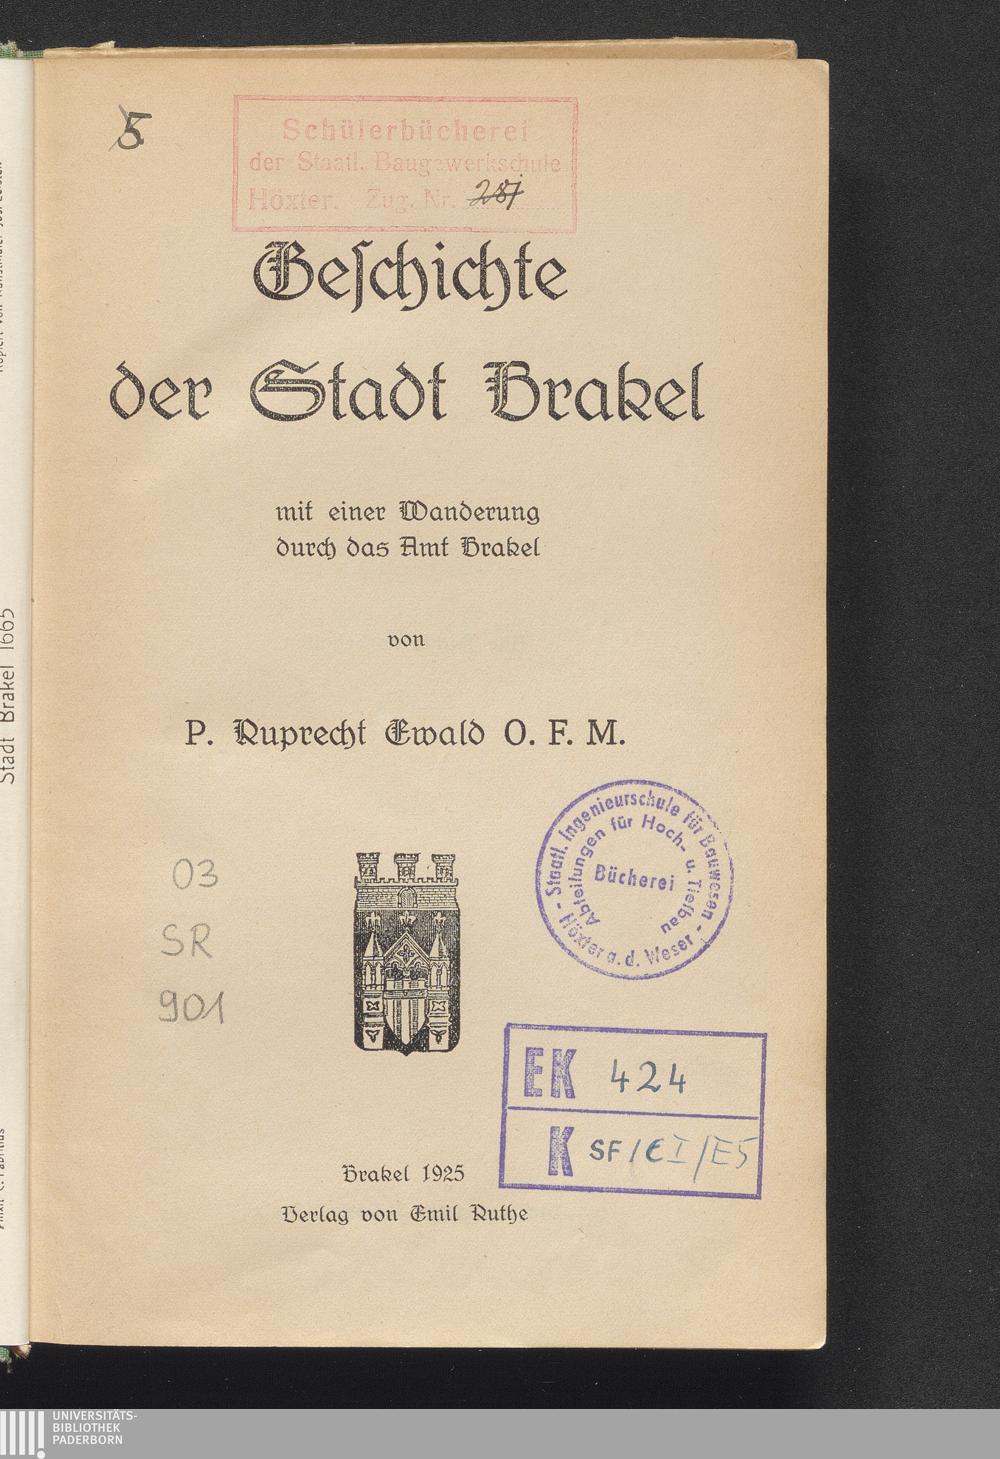 5
Schülerbücherei
der Staatl. Baugewerkschule
Höxter. Zug. Nr.
Geſchichte
der Stadt Brakel
mit einer Wanderung
durch das Amt Brakel
von
P. Ruprecht Ewald O. F. M.
- Staatl. Ingenieurschule für Bauwesen -
Höxter a. d. Weser
Abteilungen für Hoch- u. Tiefbau
Bücherei
03
SR
901
EK 424
K SF/EI/E5
Brakel 1925
Verlag von Emil Ruthe
Stadt Brakel 1665
UNIVERSITÄTS-
BIBLIOTHEK
PADERBORN